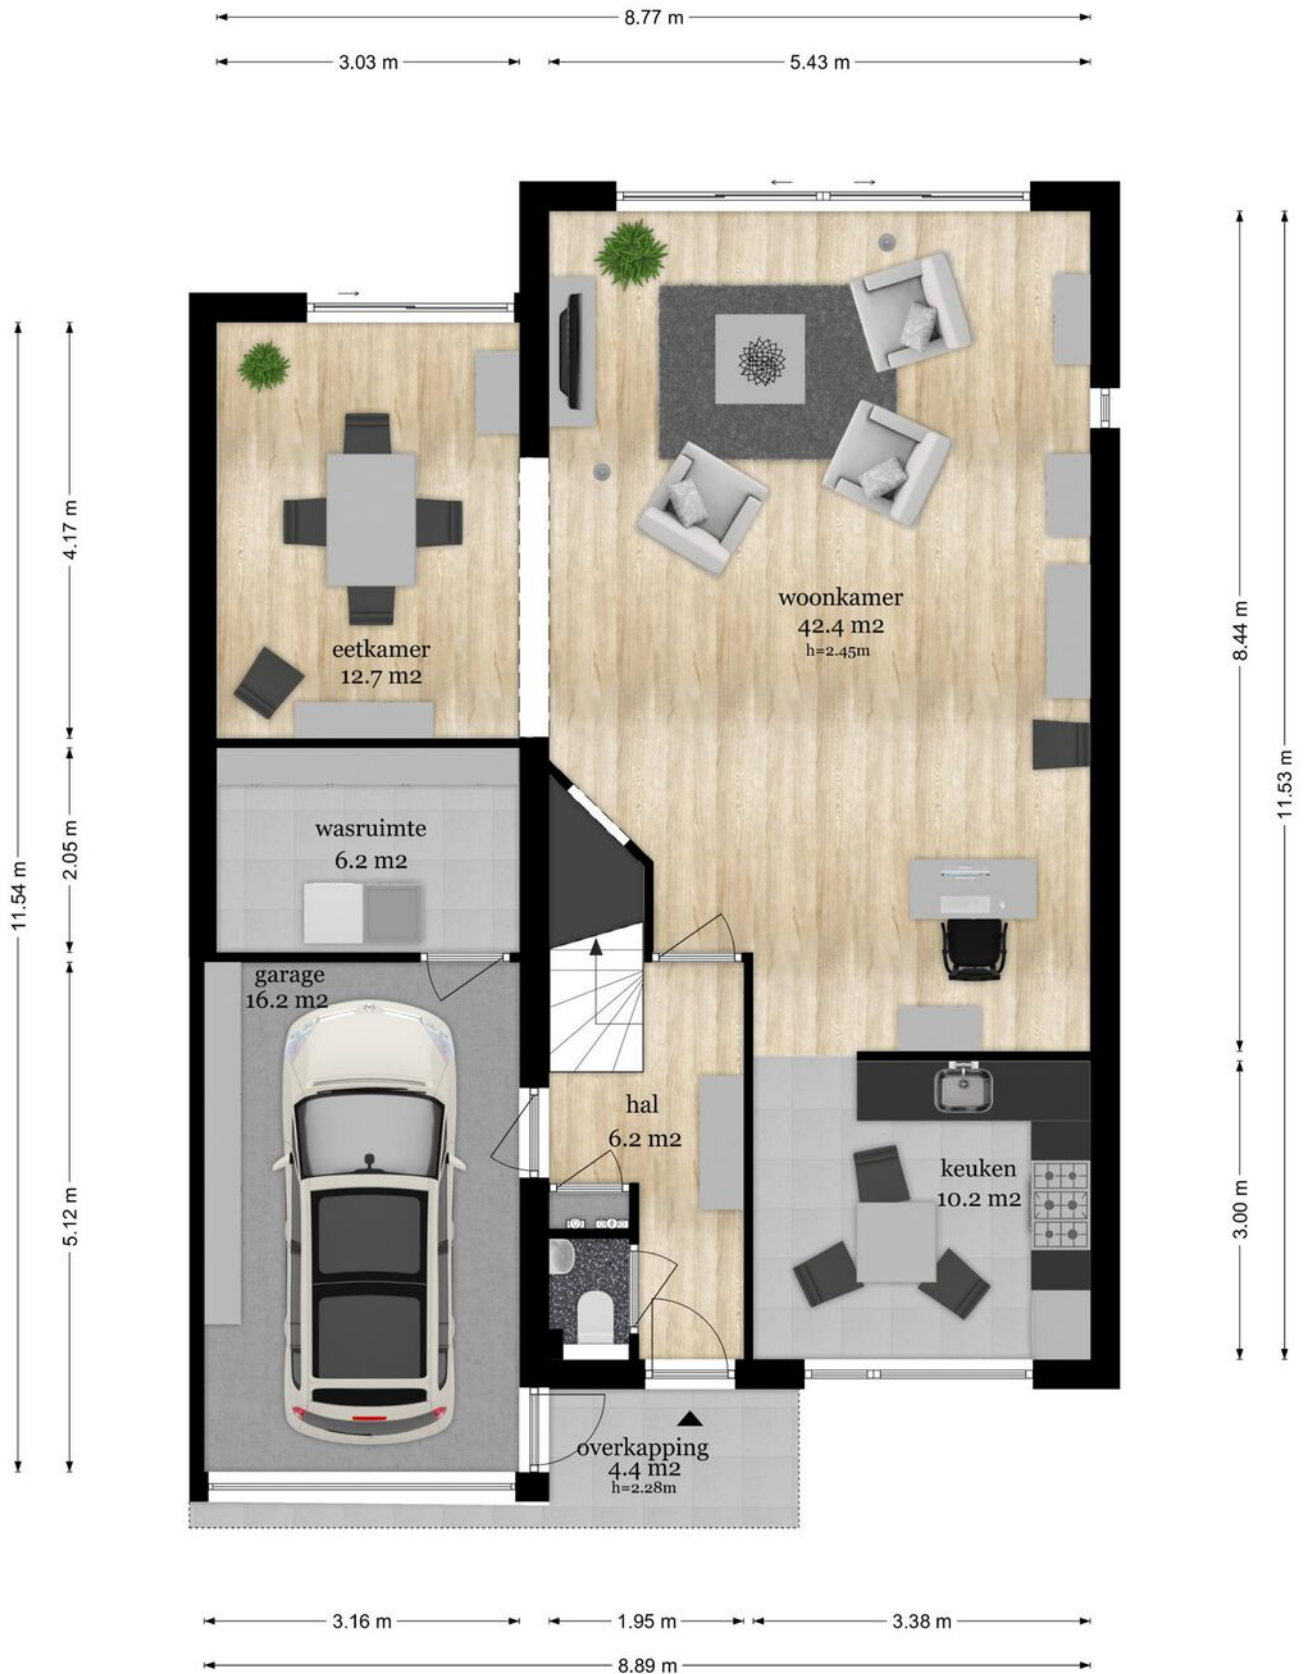 8.77 m
3.03 m
5.43 m
4.17 m
8.44 m
woonkamer
42.4 m2
h=2.45m
eetkamer
12.7 m2
11.53 m
2.05 m
wasruimte
6.2 m2
11.54 m
garage
16.2 m2
hal
6.2 m2
keuken
10.2 m2
5.12 m
3.00 m
overkapping
4.4 m2
h=2.28m
3.16 m
1.95 m
3.38 m
8.89 m